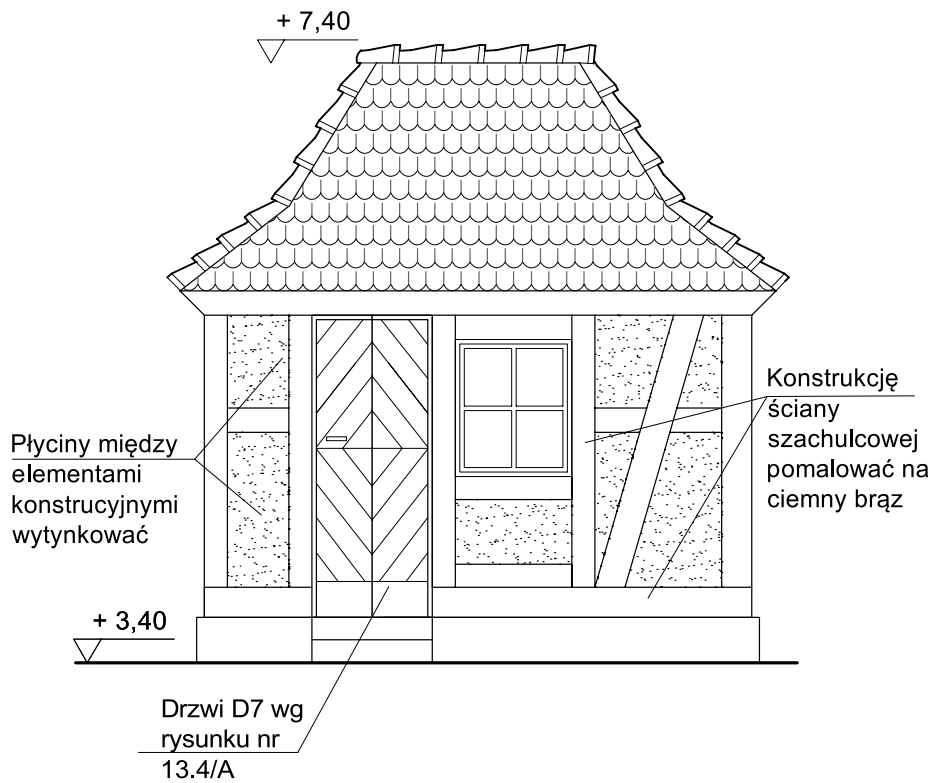 + 7,40
Konstrukcję
ściany
szachulcowej
pomalować na
ciemny brąz
Płyciny między
elementami
konstrucyjnymi
wytynkować
+ 3,40
Drzwi D7 wg
rysunku nr
13.4/A